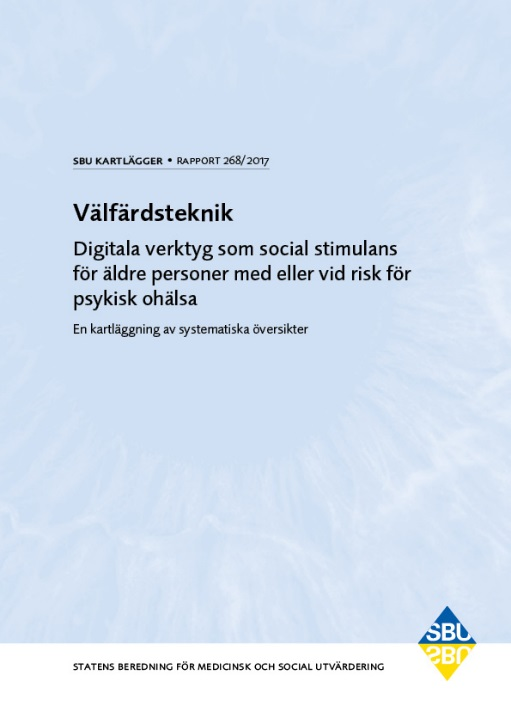 SBU KARTLÄGGER • RAPPORT 268/2017
Välfärdsteknik
Digitala verktyg som social stimulans
för äldre personer med eller vid risk för
psykisk ohälsa
En kartläggning av systematiska översikter
SBU
SBU
STATENS BEREDNING FÖR MEDICINSK OCH SOCIAL UTVÄRDERING